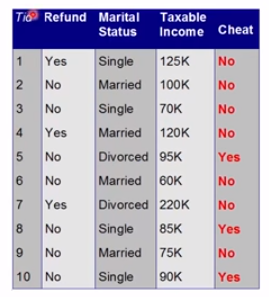 Tid Refund Marital Status Taxable Income Cheat
1 Yes Single 125K No
2 No Married 100K No
3 No Single 70K No
4 Yes Married 120K No
5 No Divorced 95K Yes
6 No Married 60K No
7 Yes Divorced 220K No
8 No Single 85K Yes
9 No Married 75K No
10 No Single 90K Yes